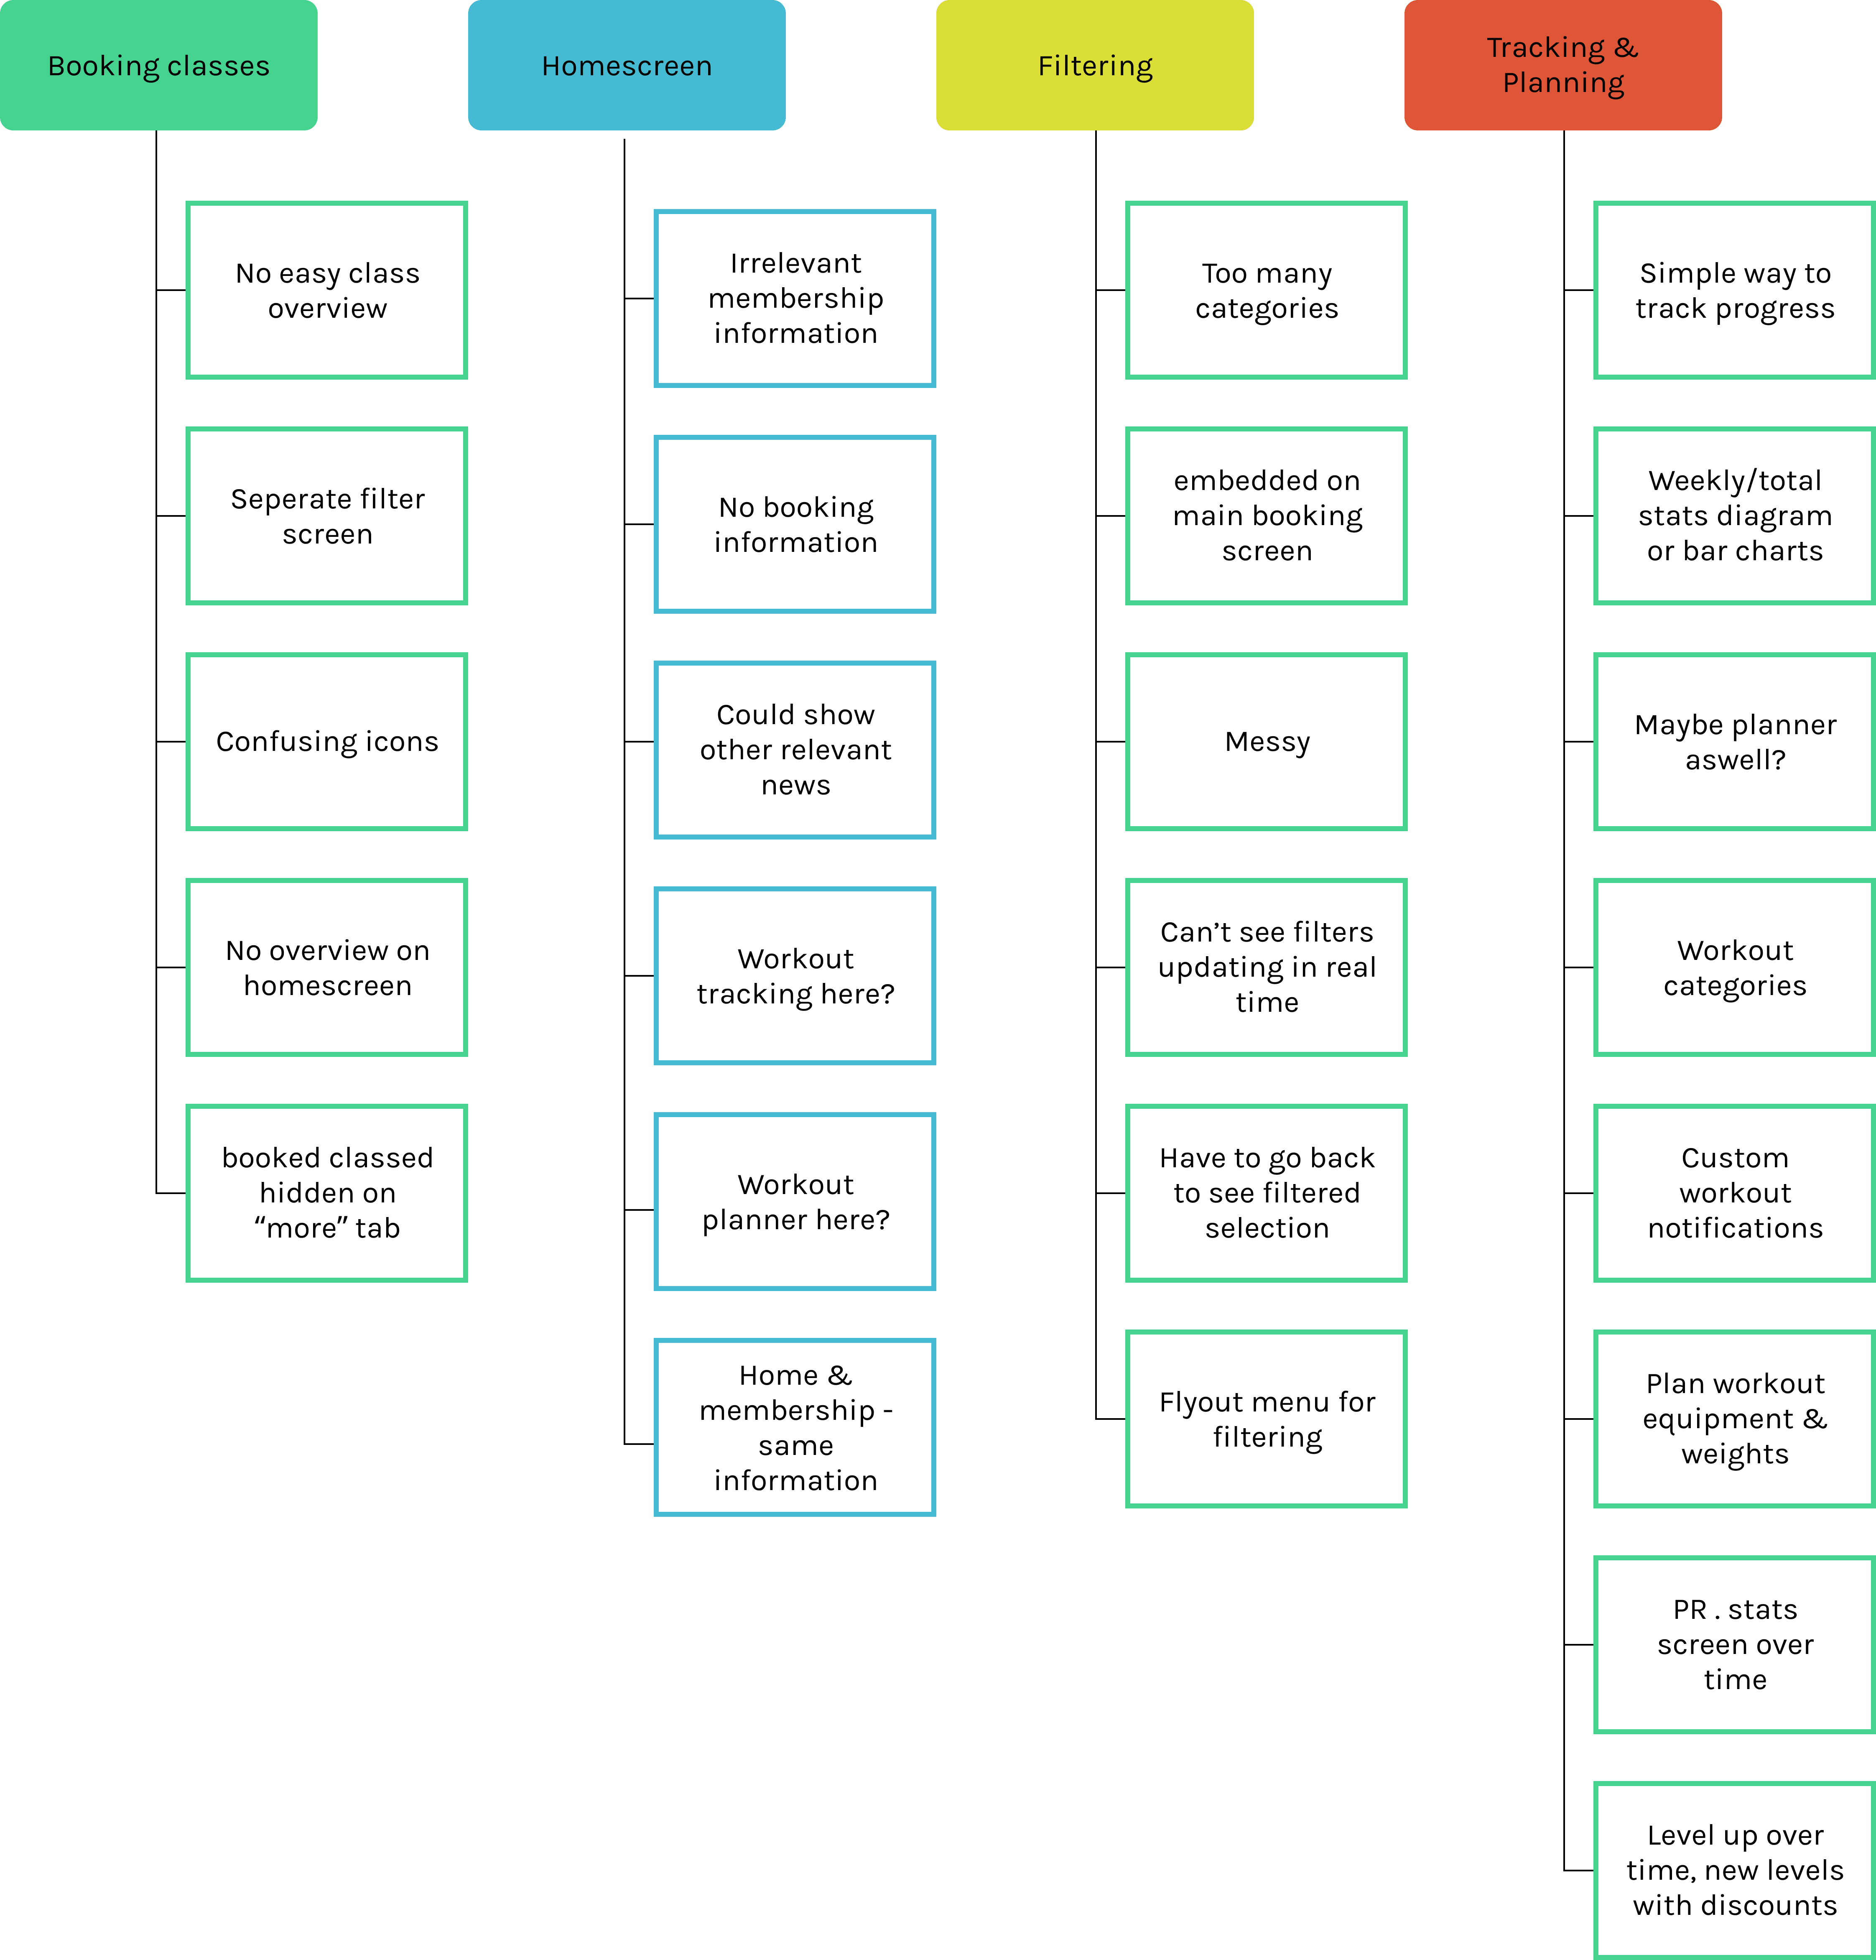 Booking classes
No easy class
overview
Seperate filter
screen
Confusing icons
No overview on
homescreen
booked classed
hidden on
“more” tab
Homescreen
Irrelevant
membership
information
No booking
information
Could show
other relevant
news
Workout
tracking here?
Workout
planner here?
Home &
membership -
same
information
Filtering
Too many
categories
embedded on
main booking
screen
Messy
Can’t see filters
updating in real
time
Have to go back
to see filtered
selection
Flyout menu for
filtering
Tracking &
Planning
Simple way to
track progress
Weekly/total
stats diagram
or bar charts
Maybe planner
aswell?
Workout
categories
Custom
workout
notifications
Plan workout
equipment &
weights
PR . stats
screen over
time
Level up over
time, new levels
with discounts